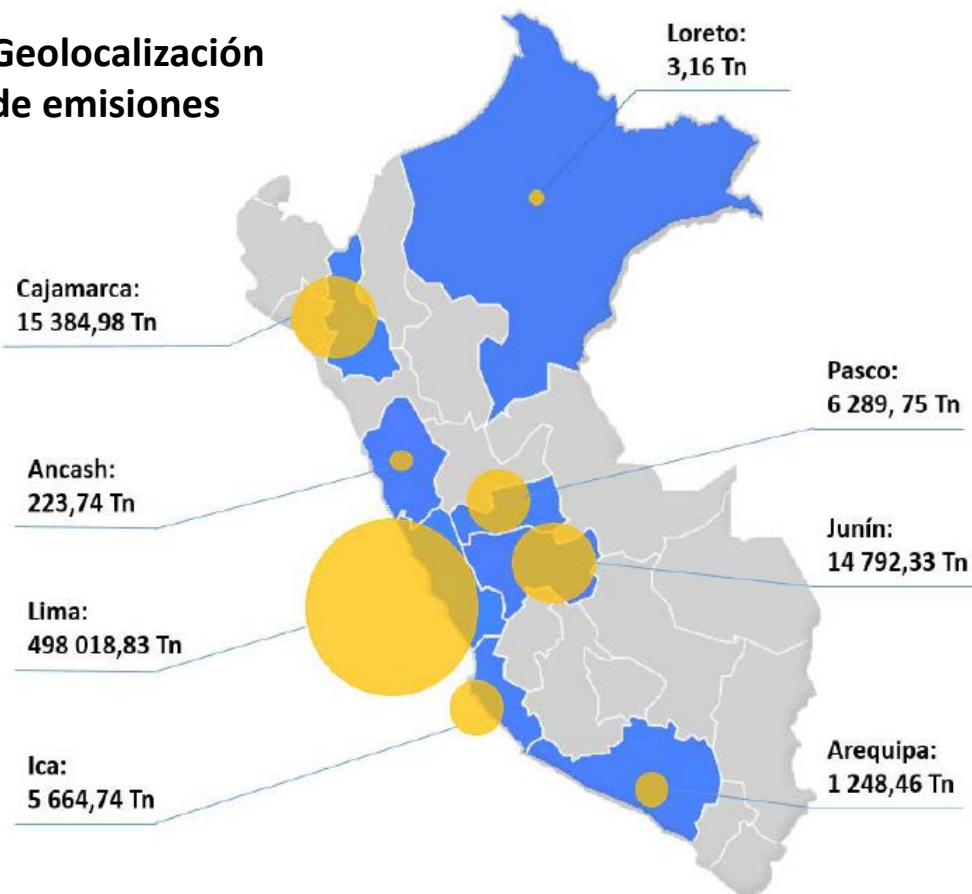 Geolocalización
de emisiones
Loreto:
3,16 Tn
Cajamarca:
15 384,98 Tn
Pasco:
6 289, 75 Tn
Ancash:
223,74 Tn
Junín:
14 792,33 Tn
Lima:
498 018,83 Tn
Ica:
5 664,74 Tn
Arequipa:
1 248,46 Tn